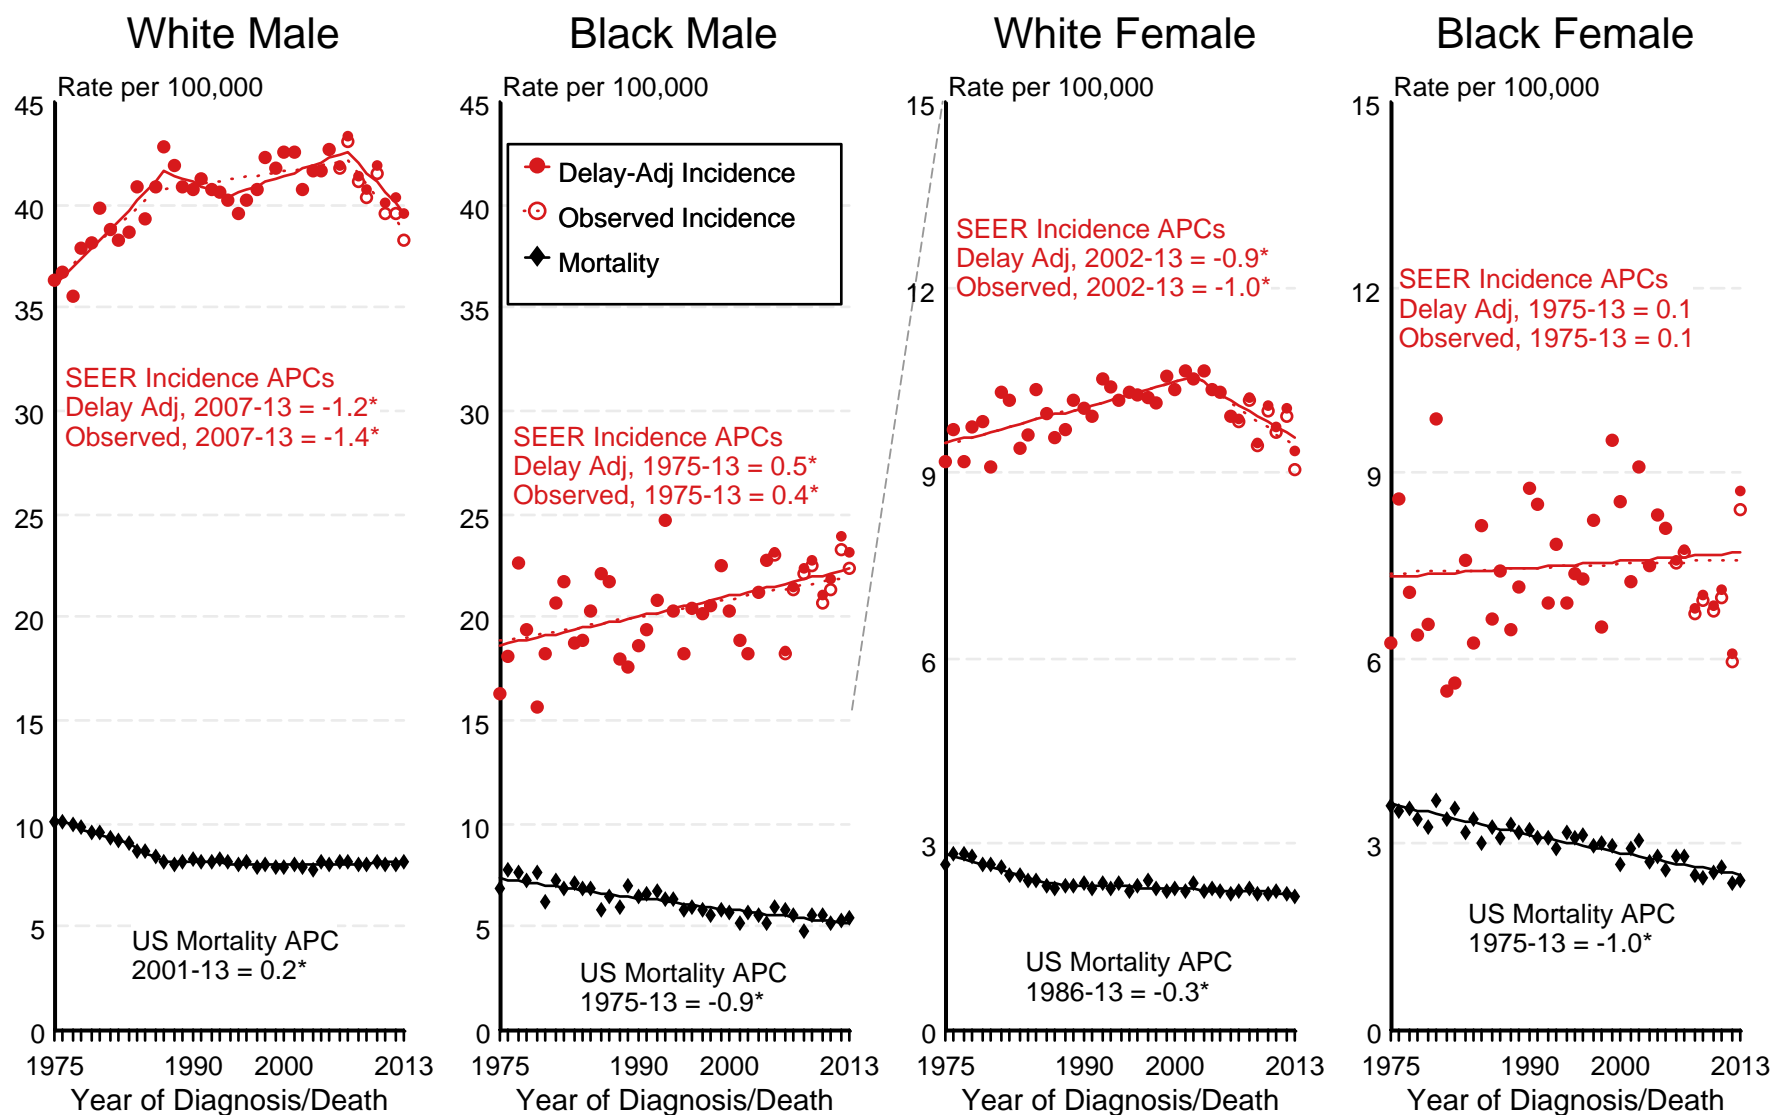 White Male
Rate per 100,000
45
40
35
30
25
20
15
10
5
0
SEER Incidence APCs
Delay Adj, 2007-13 = -1.2*
Observed, 2007-13 = -1.4*
US Mortality APC
2001-13 = 0.2*
1975 1990 2000 2013
Year of Diagnosis/Death
Black Male
Rate per 100,000
45
40
35
30
25
20
15
10
5
0
Delay-Adj Incidence
Observed Incidence
Mortality
SEER Incidence APCs
Delay Adj, 1975-13 = 0.5*
Observed, 1975-13 = 0.4*
US Mortality APC
1975-13 = -0.9*
1975 1990 2000 2013
Year of Diagnosis/Death
White Female
Rate per 100,000
15
12
9
6
3
0
SEER Incidence APCs
Delay Adj, 2002-13 = -0.9*
Observed, 2002-13 = -1.0*
US Mortality APC
1986-13 = -0.3*
1975 1990 2000 2013
Year of Diagnosis/Death
Black Female
Rate per 100,000
15
12
9
6
3
0
SEER Incidence APCs
Delay Adj, 1975-13 = 0.1
Observed, 1975-13 = 0.1
US Mortality APC
1975-13 = -1.0*
1975 1990 2000 2013
Year of Diagnosis/Death